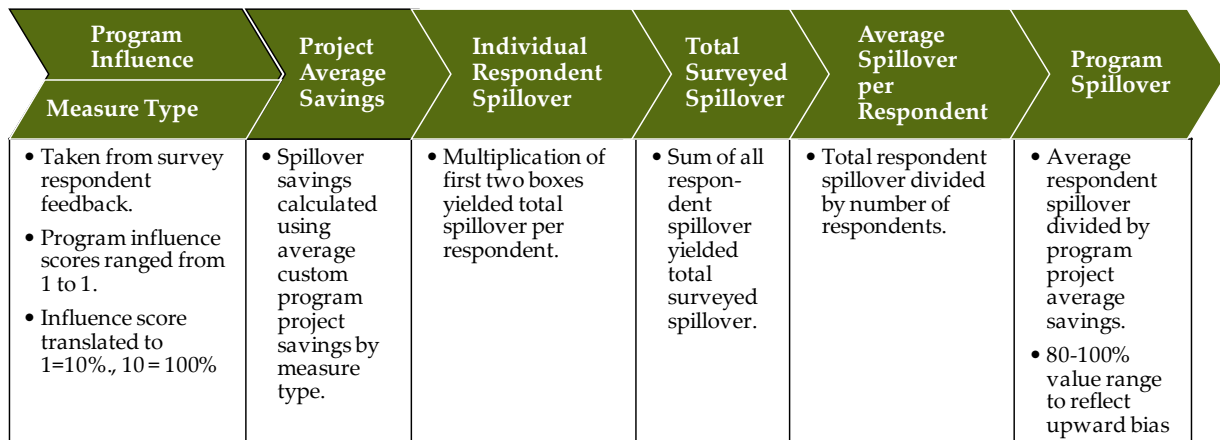 Program
Influence
Measure Type
Project
Average
Savings
Individual
Respondent
Spillover
Total
Surveyed
Spillover
Average
Spillover
per
Respondent
Program
Spillover
• Taken from survey
respondent
feedback.
• Program influence
scores ranged from
1 to 1.
• Influence score
translated to
1=10%., 10 = 100%
• Spillover
savings
calculated
using
average
custom
program
project
savings by
measure
type.
• Multiplication of
first two boxes
yielded total
spillover per
respondent.
• Sum of all
respon-
dent
spillover
yielded
total
surveyed
spillover.
• Total respondent
spillover divided
by number of
respondents.
• Average
respondent
spillover
divided by
program
project
average
savings.
• 80-100%
value range
to reflect
upward bias